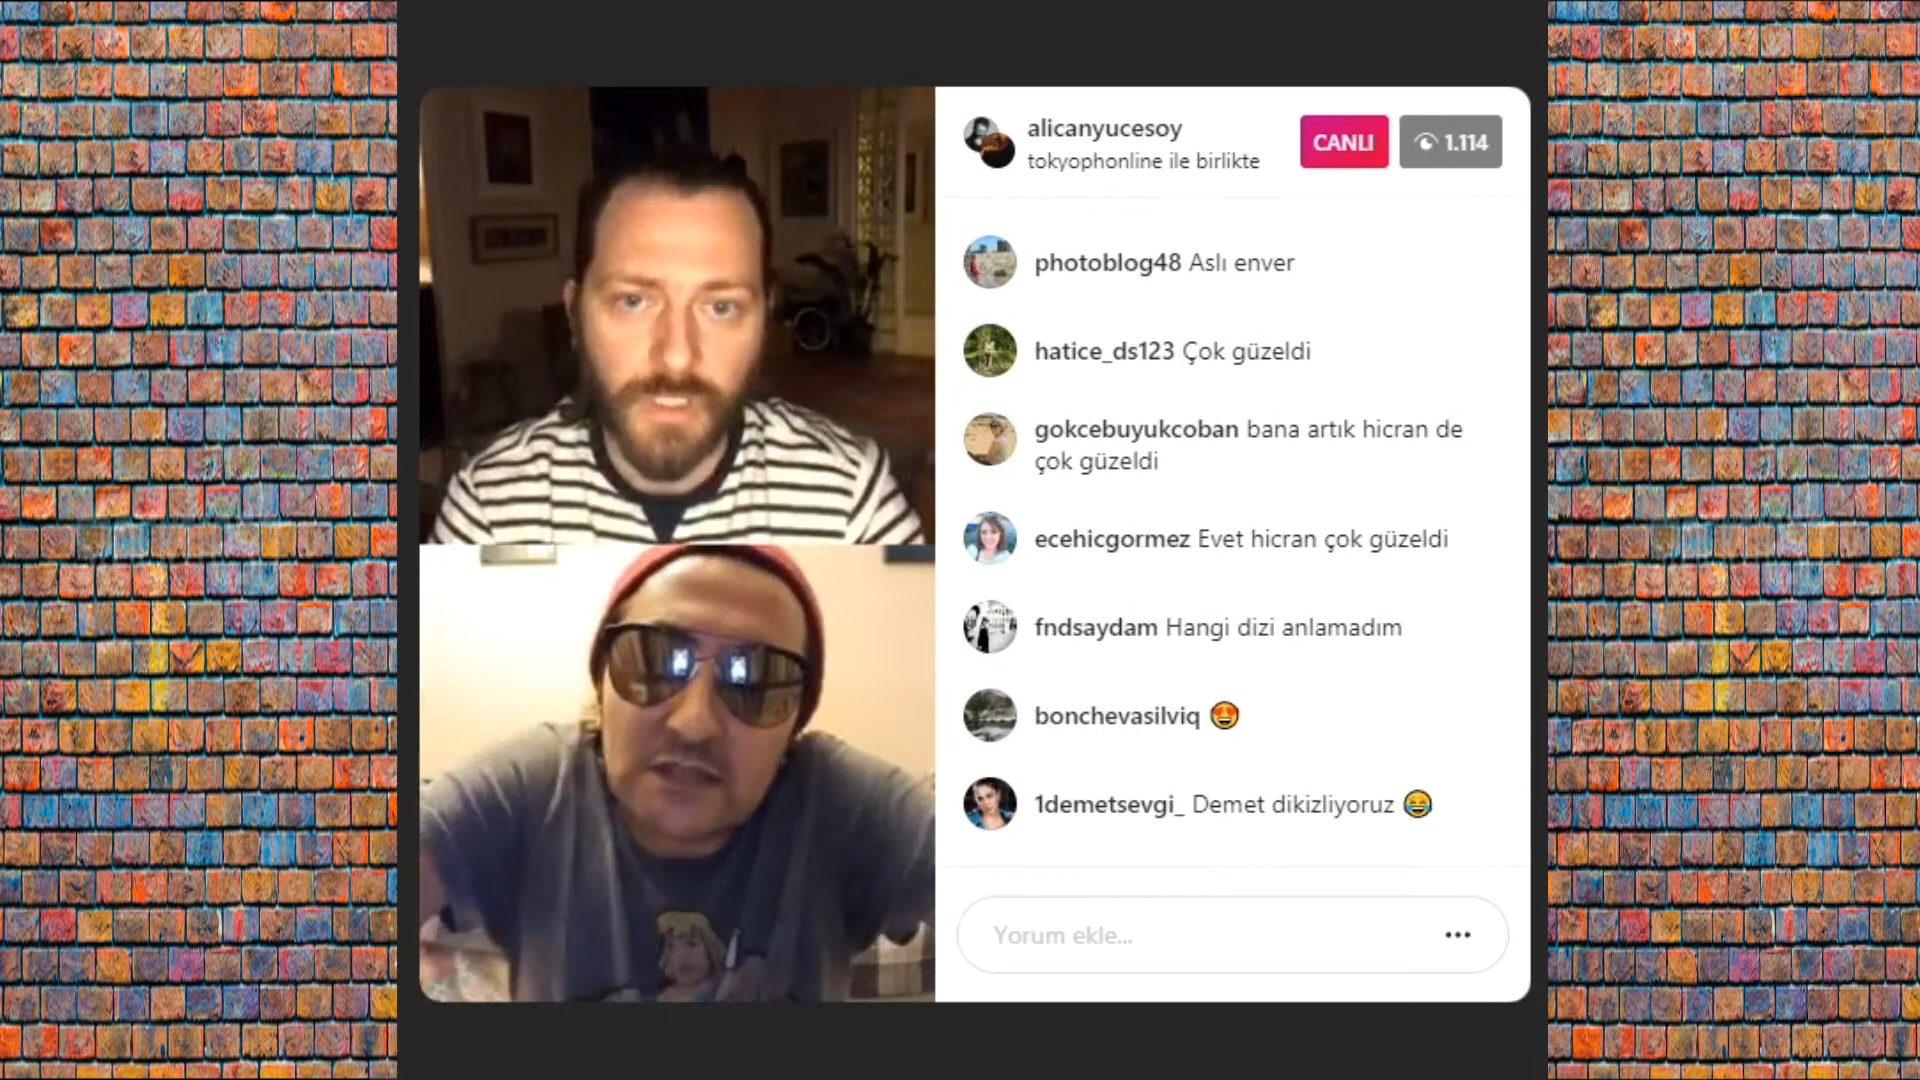 alicanyucesoy
tokyophonline ile birlikte
CANLI
1.114
photoblog48 Aslı enver
hatice_ds123 Çok güzeldi
gokcebuyukcoban bana artık hicran de
çok güzeldi
ecehicgormez Evet hicran çok güzeldi
fndsaydam Hangi dizi anlamadım
bonchevasilviq 😍
1demetsevgi_ Demet dikizliyoruz 😂
Yorum ekle...